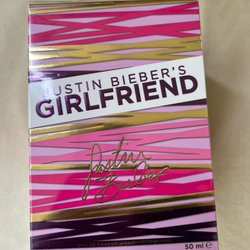 JUSTIN BIEBER'S
GIRLFRIEND
Justin
Bieber
50 ml ℮